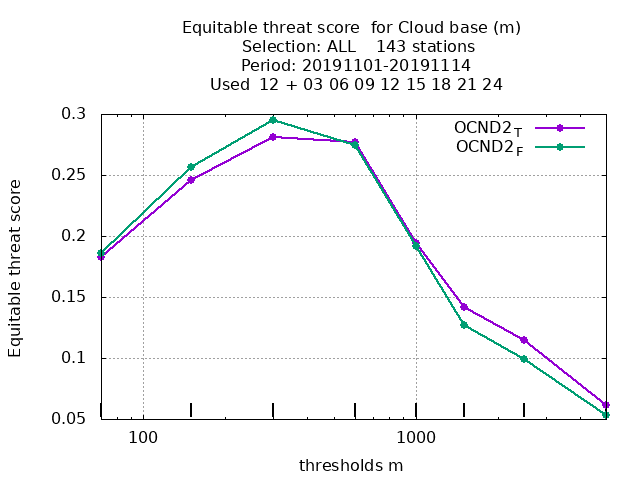 Equitable threat score  for Cloud base (m)
Selection: ALL    143 stations
Period: 20191101-20191114
Used  12 + 03 06 09 12 15 18 21 24
OCND2T
OCND2F
0.3
0.25
0.2
0.15
0.1
0.05
Equitable threat score
100 1000
thresholds m